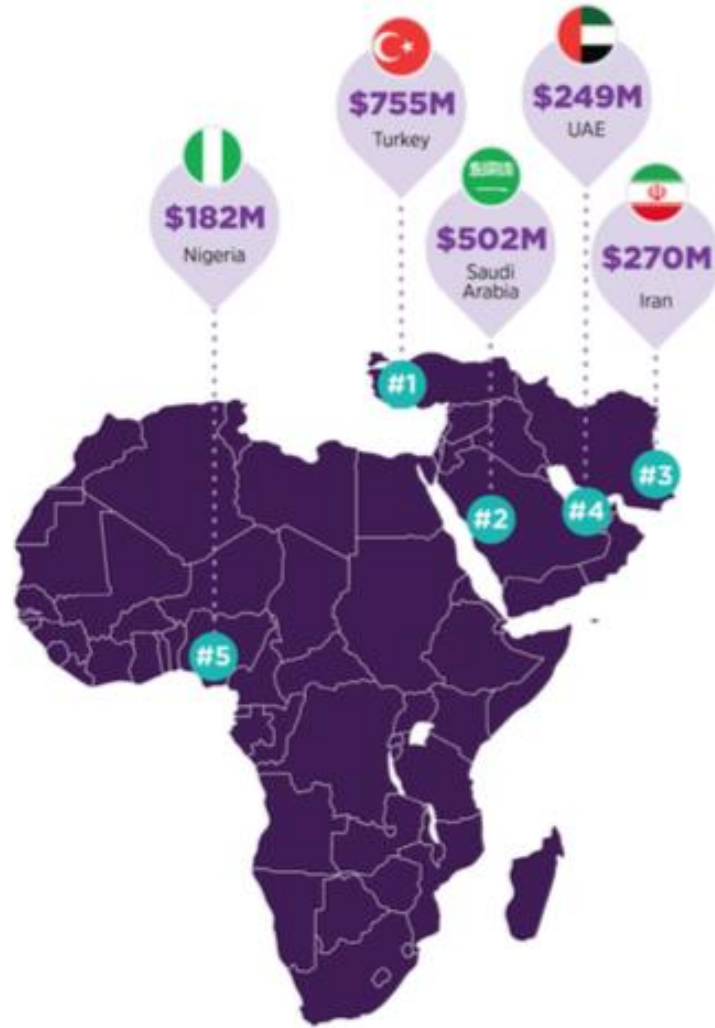 $755M
Turkey
$249M
UAE
$182M
Nigeria
$502M
Saudi
Arabia
$270M
Iran
#1
#2
#3
#4
#5